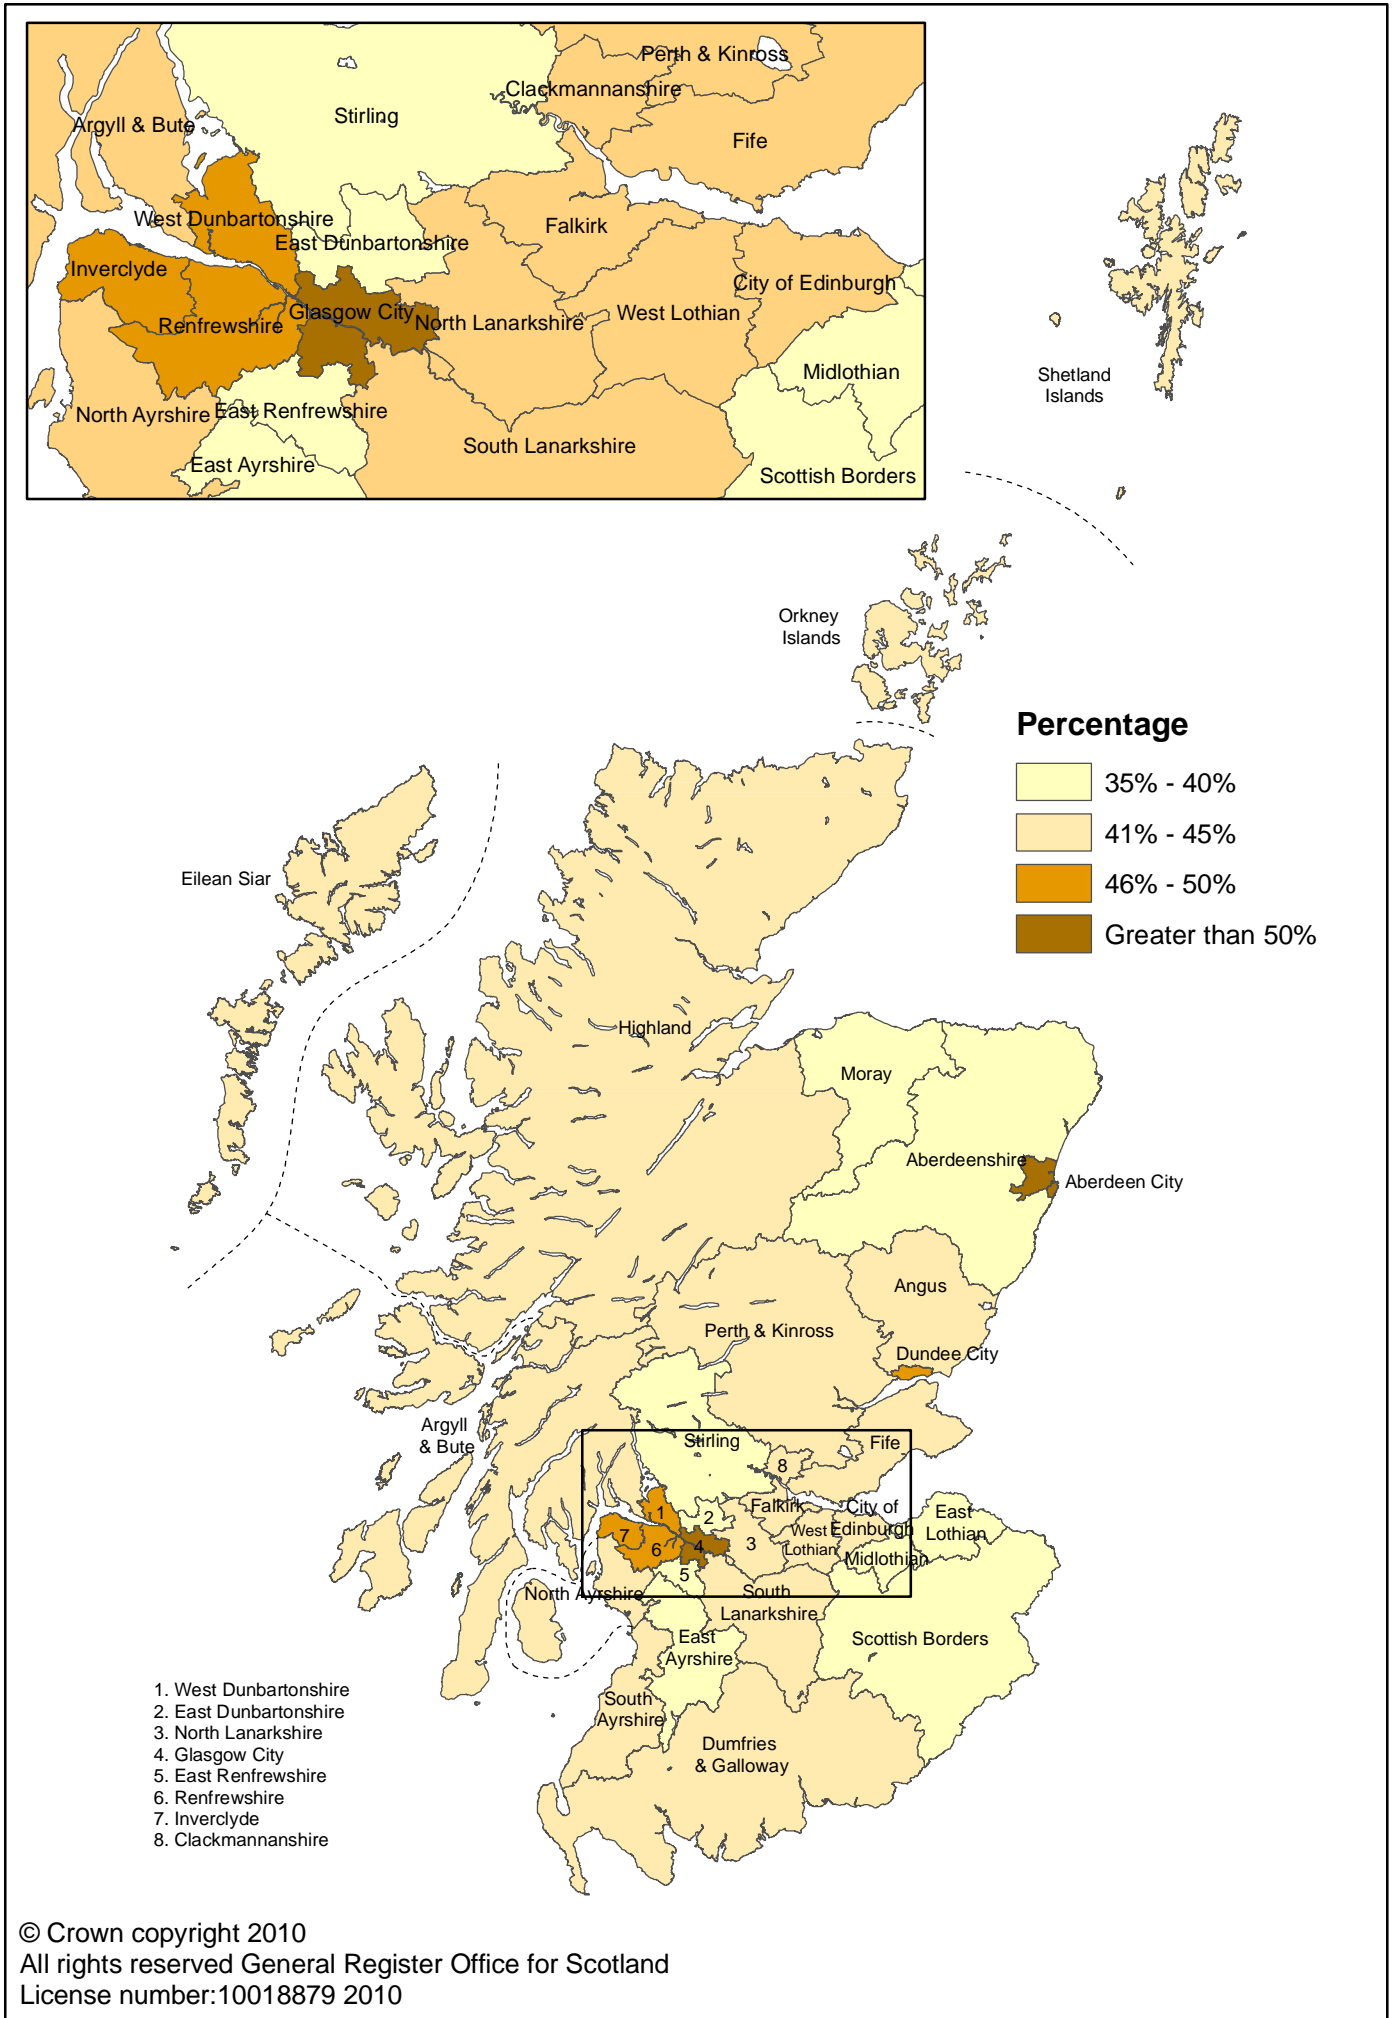 Perth & Kinross
Clackmannanshire
Stirling
Argyll & Bute
Fife
West Dunbartonshire
Falkirk
East Dunbartonshire
Inverclyde
City of Edinburgh
Glasgow City
West Lothian
Renfrewshire
North Lanarkshire
Midlothian
North Ayrshire
East Renfrewshire
South Lanarkshire
East Ayrshire
Scottish Borders
Shetland
Islands
Orkney
Islands
Percentage
35% - 40%
41% - 45%
46% - 50%
Greater than 50%
Eilean Siar
Highland
Moray
Aberdeenshire
Aberdeen City
Angus
Perth & Kinross
Dundee City
Argyll
& Bute
Stirling
Fife
8
Falkirk
City of
Edinburgh
East
Lothian
1
2
West
Lothian
7
6
4
3
Midlothian
5
North Ayrshire
South
Lanarkshire
East
Ayrshire
Scottish Borders
South
Ayrshire
Dumfries
& Galloway
1. West Dunbartonshire
2. East Dunbartonshire
3. North Lanarkshire
4. Glasgow City
5. East Renfrewshire
6. Renfrewshire
7. Inverclyde
8. Clackmannanshire
© Crown copyright 2010
All rights reserved General Register Office for Scotland
License number:10018879 2010